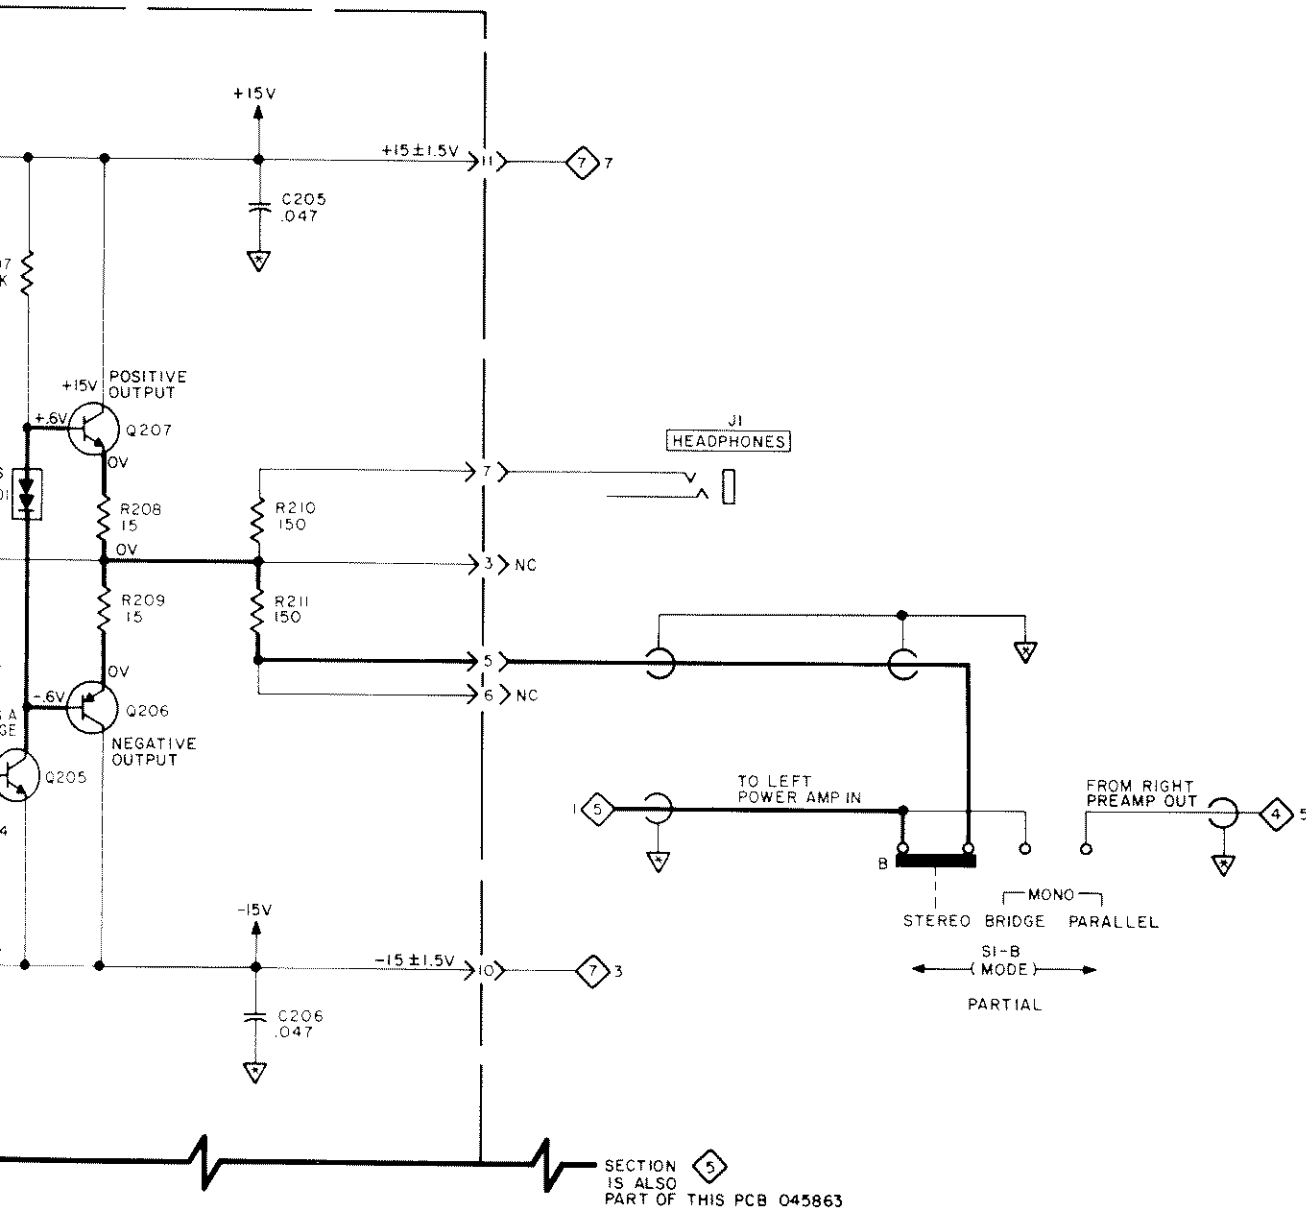 +15V
+15±1.5V
11
7
7
C205
.047
07
K
POSITIVE
OUTPUT
+15V
+.6V
Q207
0V
J1
HEADPHONES
7
S
01
R208
15
0V
R210
150
3
NC
R209
15
R211
150
5
6
NC
0V
-.6V
Q206
NEGATIVE
OUTPUT
S A
GE
Q205
4
TO LEFT
POWER AMP IN
1
5
FROM RIGHT
PREAMP OUT
4
5
B
MONO
STEREO BRIDGE PARALLEL
S1-B
(MODE)
PARTIAL
-15V
-15±1.5V
10
7
3
C206
.047
SECTION 5
IS ALSO
PART OF THIS PCB 045863